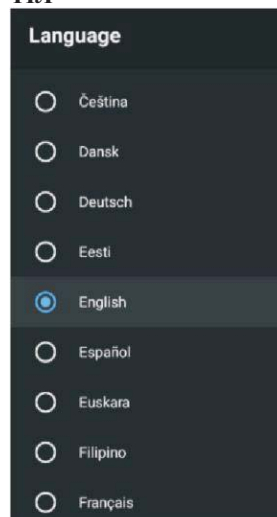 Language
Čeština
Dansk
Deutsch
Eesti
English
Español
Euskara
Filipino
Français